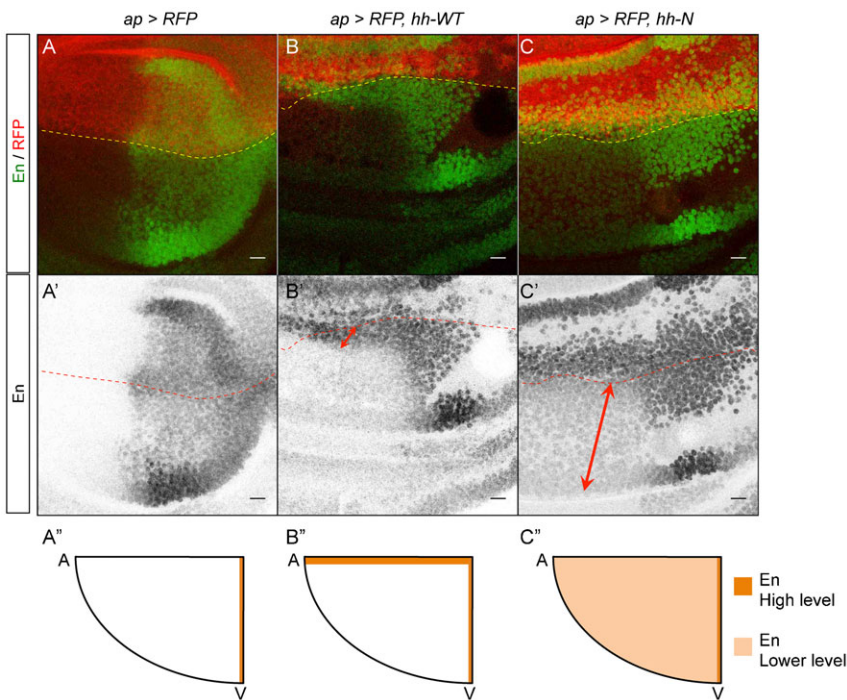 ap > RFP
ap > RFP, hh-WT
ap > RFP, hh-N
En / RFP
A
B
C
En
A'
B'
C'
A"
B"
C"
A
V
A
V
A
V
En
High level
En
Lower level